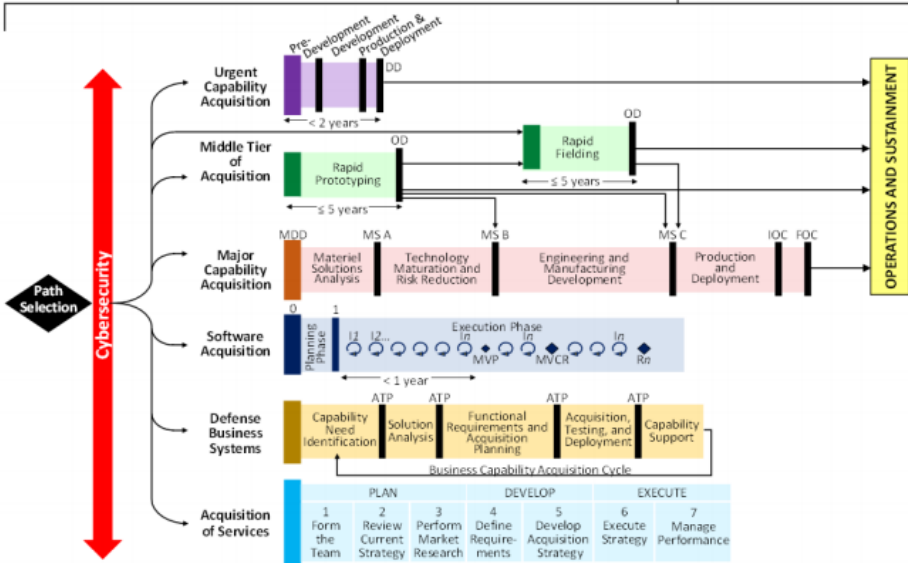 Pre-
Development
Development
Production &
Deployment
DD
Urgent
Capability
Acquisition
< 2 years
Middle Tier
of
Acquisition
OD
Rapid
Prototyping
≤ 5 years
OD
Rapid
Fielding
≤ 5 years
OPERATIONS AND SUSTAINMENT
Path
Selection
Cybersecurity
Major
Capability
Acquisition
MDD
MS A
MS B
MS C
IOC
FOC
Materiel
Solutions
Analysis
Technology
Maturation and
Risk Reduction
Engineering and
Manufacturing
Development
Production
and
Deployment
Software
Acquisition
0
1
Planning
Phase
Execution Phase
I1
I2...
In
In
In
MVP
MVCR
Rn
< 1 year
Defense
Business
Systems
ATP
ATP
ATP
ATP
Capability
Need
Identification
Solution
Analysis
Functional
Requirements and
Acquisition
Planning
Acquisition,
Testing, and
Deployment
Capability
Support
Business Capability Acquisition Cycle
Acquisition
of Services
PLAN
DEVELOP
EXECUTE
1
Form
the
Team
2
Review
Current
Strategy
3
Perform
Market
Research
4
Define
Require-
ments
5
Develop
Acquisition
Strategy
6
Execute
Strategy
7
Manage
Performance